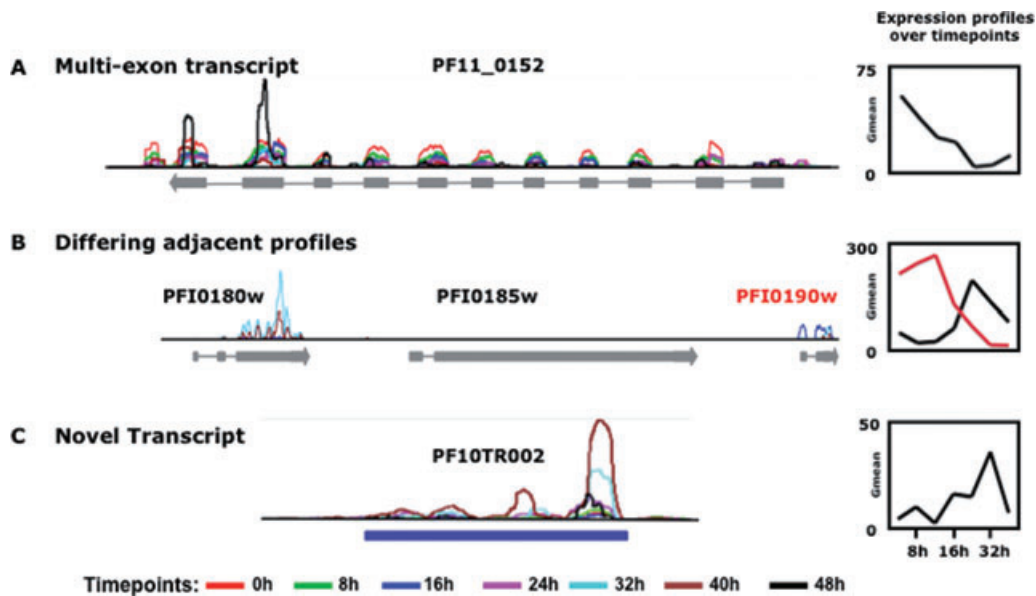 Expression profiles
over timepoints
A Multi-exon transcript PF11_0152
75
Gmean
0
B Differing adjacent profiles
300
Gmean
0
PFI0180w PFI0185w PFI0190w
C Novel Transcript
PF10TR002
50
Gmean
0
8h 16h 32h
Timepoints: 0h 8h 16h 24h 32h 40h 48h